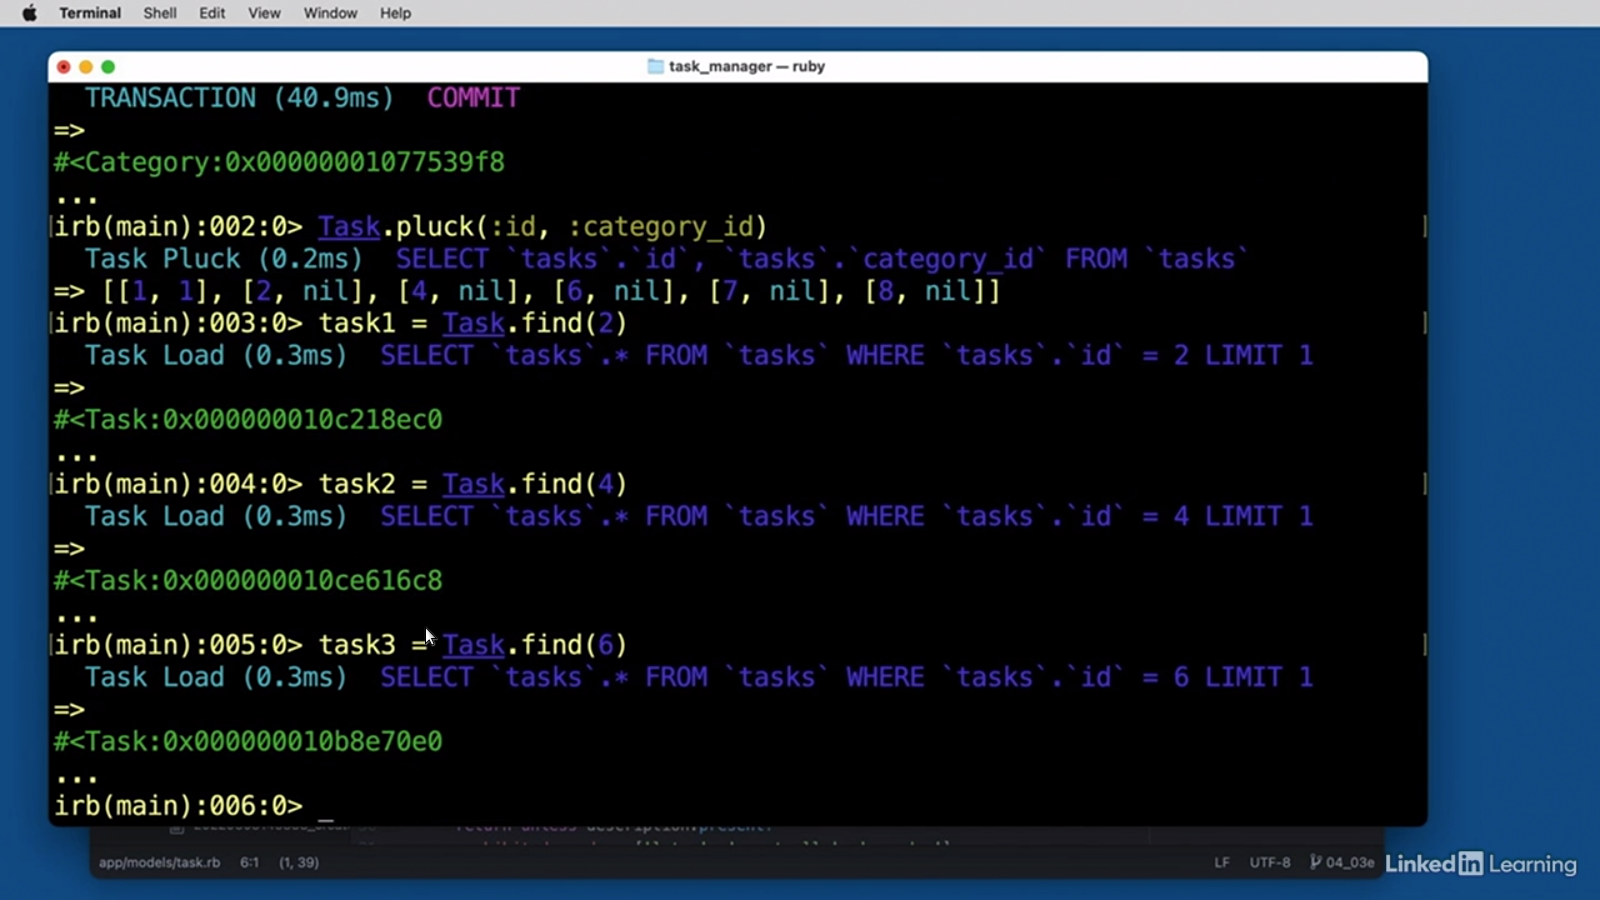 Terminal Shell Edit View Window Help
task_manager — ruby
TRANSACTION (40.9ms) COMMIT
=>
#<Category:0x00000001077539f8
...
irb(main):002:0> Task.pluck(:id, :category_id)
Task Pluck (0.2ms) SELECT `tasks`.`id`, `tasks`.`category_id` FROM `tasks`
=> [[1, 1], [2, nil], [4, nil], [6, nil], [7, nil], [8, nil]]
irb(main):003:0> task1 = Task.find(2)
Task Load (0.3ms) SELECT `tasks`.* FROM `tasks` WHERE `tasks`.`id` = 2 LIMIT 1
=>
#<Task:0x000000010c218ec0
...
irb(main):004:0> task2 = Task.find(4)
Task Load (0.3ms) SELECT `tasks`.* FROM `tasks` WHERE `tasks`.`id` = 4 LIMIT 1
=>
#<Task:0x000000010ce616c8
...
irb(main):005:0> task3 = Task.find(6)
Task Load (0.3ms) SELECT `tasks`.* FROM `tasks` WHERE `tasks`.`id` = 6 LIMIT 1
=>
#<Task:0x000000010b8e70e0
...
irb(main):006:0> _
return unless description.present?
app/models/task.rb 6:1 (1, 39) LF UTF-8 04_03e LinkedIn Learning